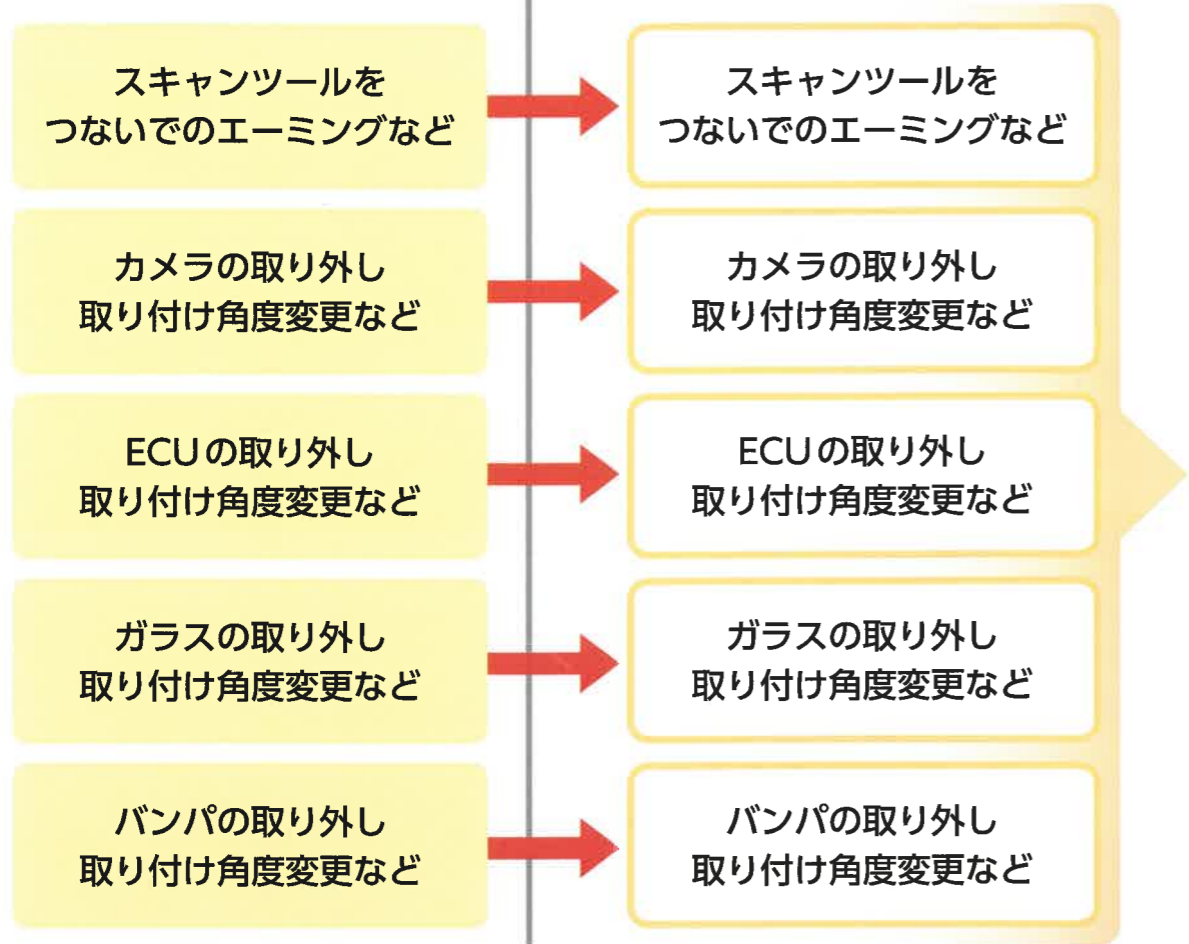 スキャンツールを
つないでのエーミングなど
スキャンツールを
つないでのエーミングなど
カメラの取り外し
取り付け角度変更など
カメラの取り外し
取り付け角度変更など
ECUの取り外し
取り付け角度変更など
ECUの取り外し
取り付け角度変更など
ガラスの取り外し
取り付け角度変更など
ガラスの取り外し
取り付け角度変更など
バンパの取り外し
取り付け角度変更など
バンパの取り外し
取り付け角度変更など